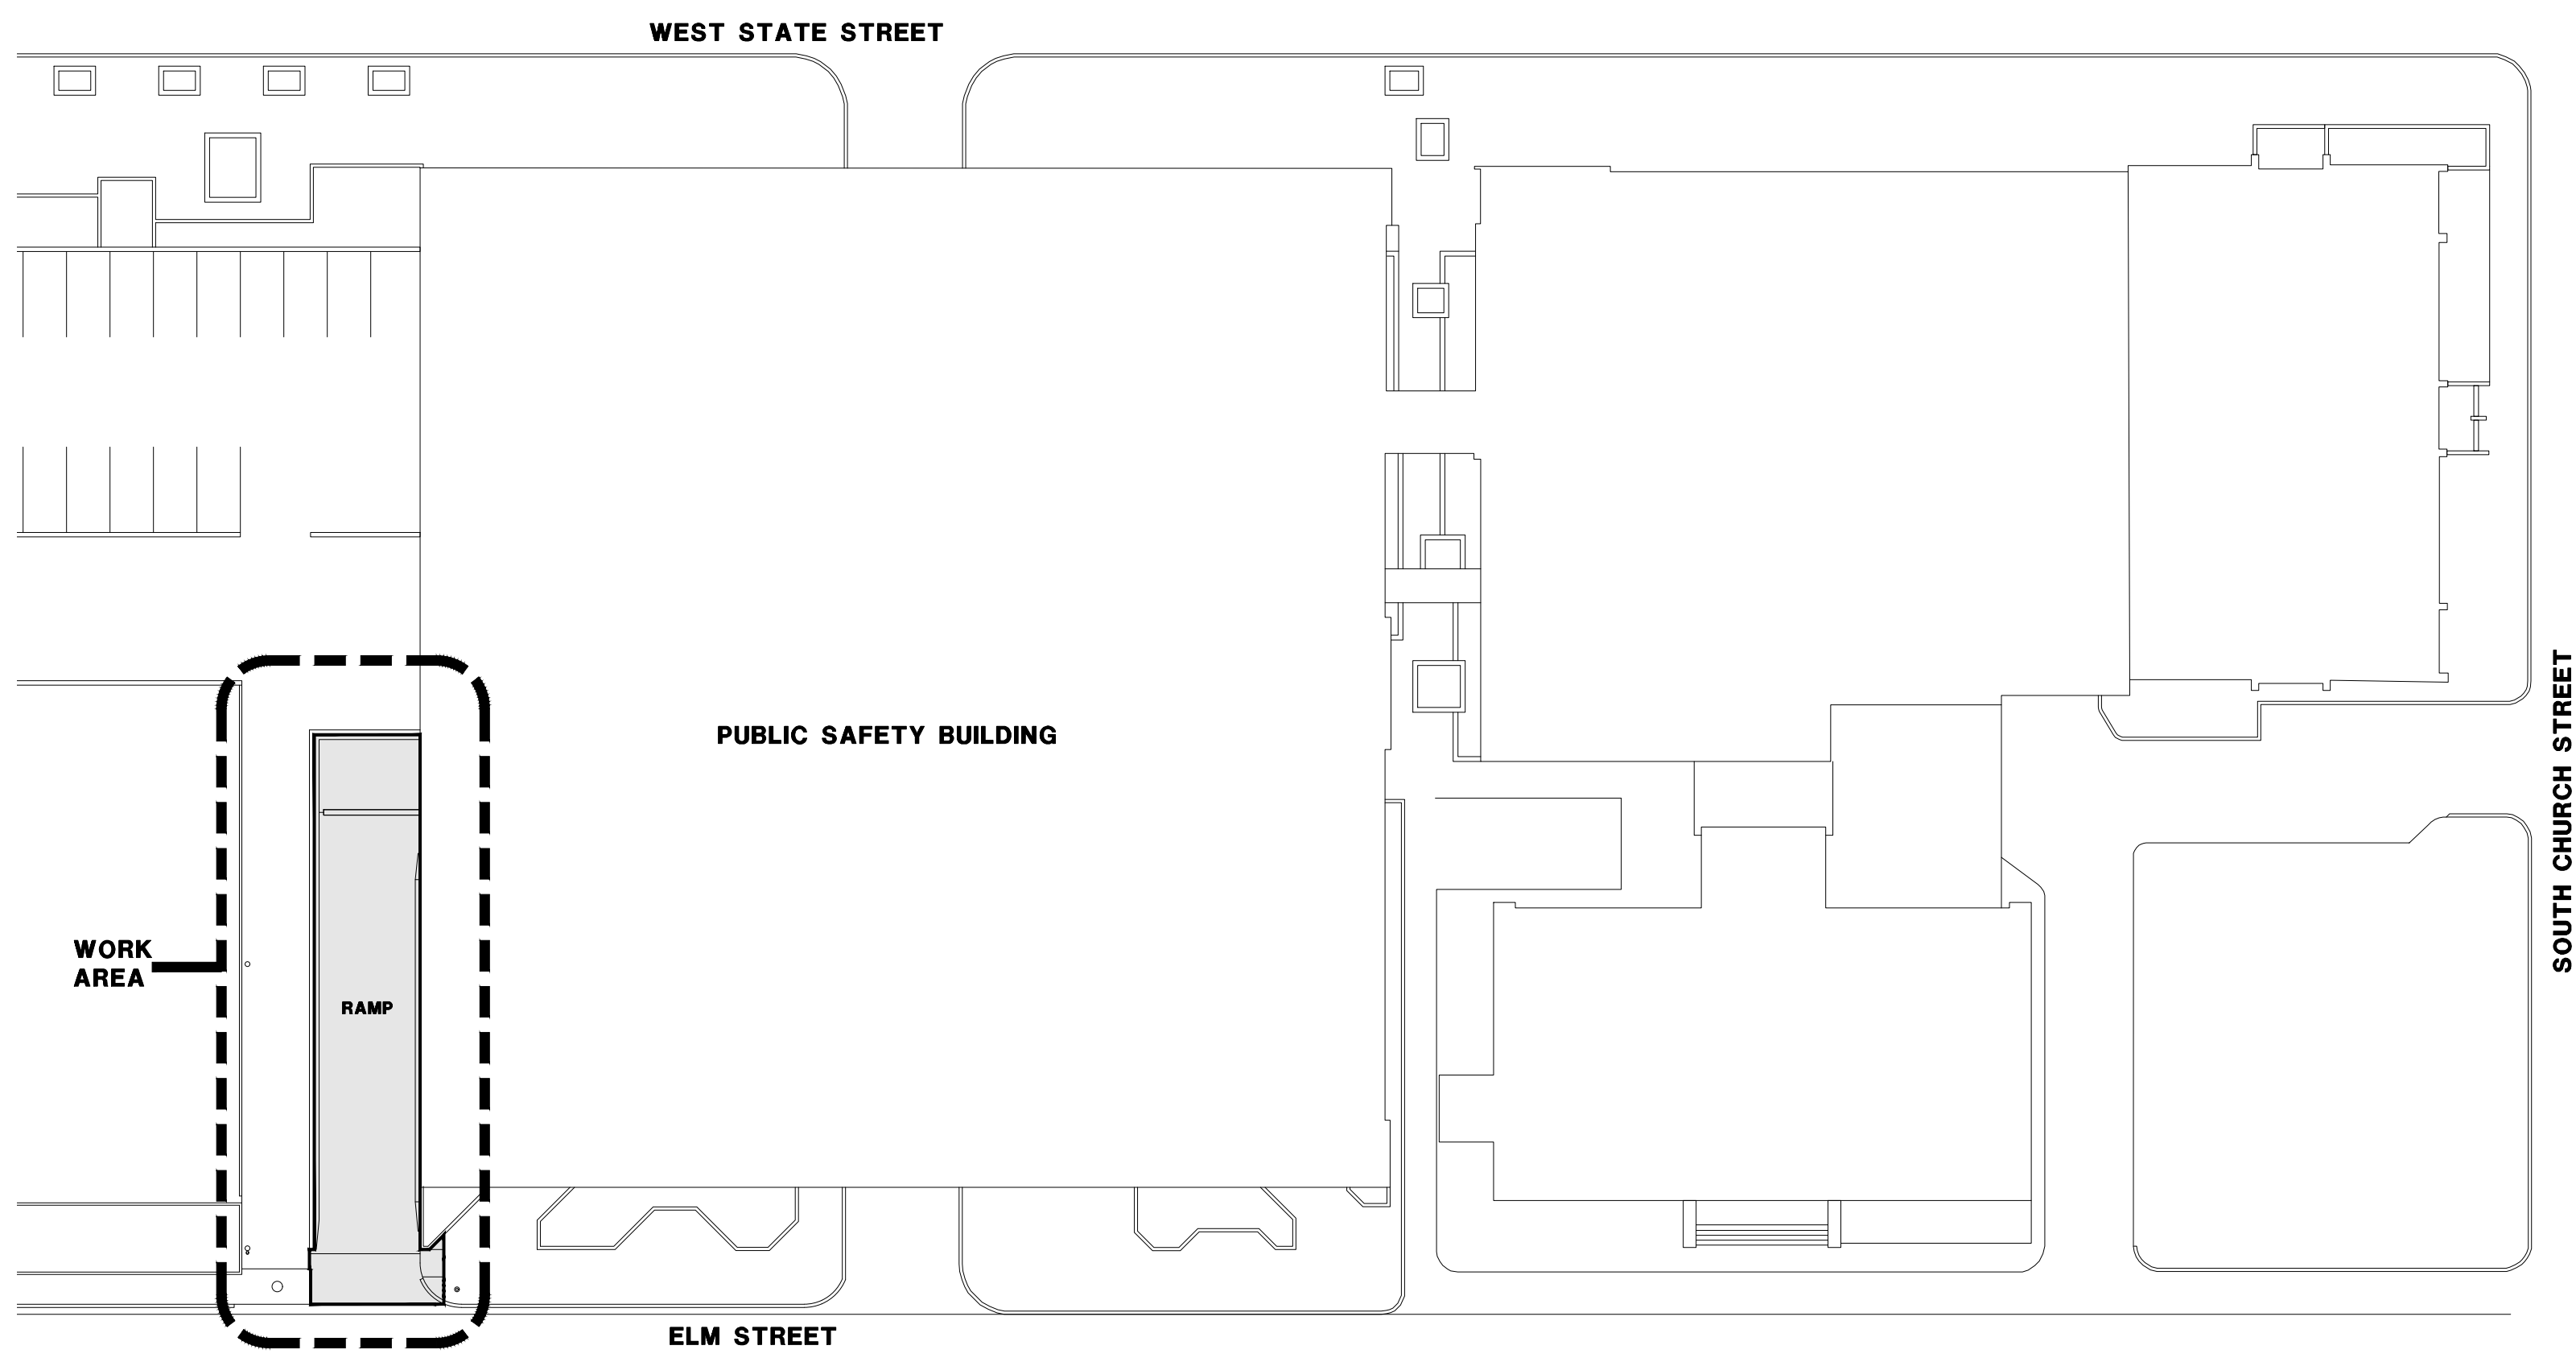 WEST STATE STREET
PUBLIC SAFETY BUILDING
SOUTH CHURCH STREET
WORK
AREA
RAMP
ELM STREET